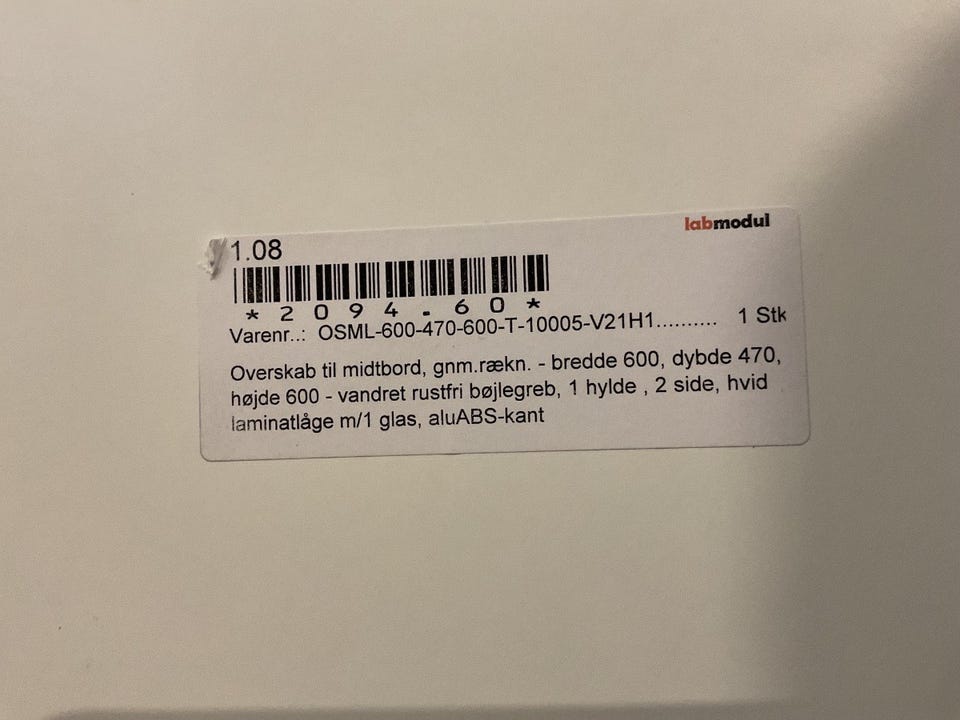 labmodul
1.08
*2094.60*
Varenr..: OSML-600-470-600-T-10005-V21H1.......... 1 Stk
Overskab til midtbord, gnm.rækn. - bredde 600, dybde 470,
højde 600 - vandret rustfri bøjlegreb, 1 hylde , 2 side, hvid
laminatlåge m/1 glas, aluABS-kant